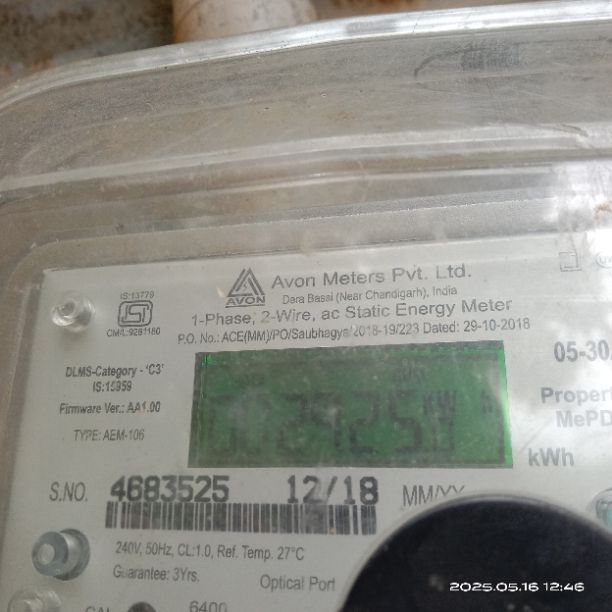 Avon Meters Pvt. Ltd.
AVON
Dera Bassi (Near Chandigarh), India
1-Phase, 2-Wire, ac Static Energy Meter
P.O. No.: ACE(MM)/PO/Saubhagya/2018-19/223 Dated: 29-10-2018
IS:13779
ISI
CM/L:9281180
DLMS-Category - 'C3'
IS:15959
Firmware Ver.: AA1.00
TYPE: AEM-106
05-30
Proper
MePD
kWh
S.NO. 4683525 12/18 MM/YY
240V, 50Hz, CL:1.0, Ref. Temp. 27°C
Guarantee: 3Yrs.
Optical Port
6400
2025.05.16 12:46